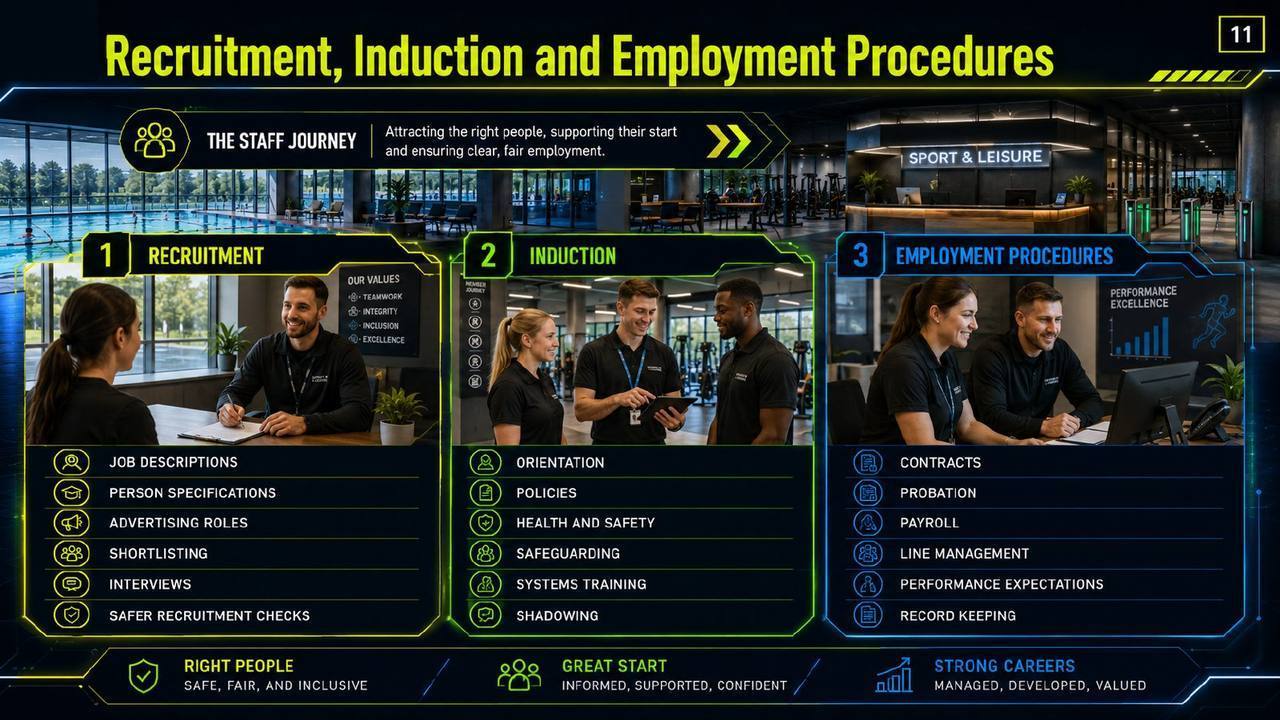 Recruitment, Induction and Employment Procedures
11
THE STAFF JOURNEY
Attracting the right people, supporting their start
and ensuring clear, fair employment.
SPORT & LEISURE
1
RECRUITMENT
OUR VALUES
TEAMWORK
INTEGRITY
INCLUSION
EXCELLENCE
JOB DESCRIPTIONS
PERSON SPECIFICATIONS
ADVERTISING ROLES
SHORTLISTING
INTERVIEWS
SAFER RECRUITMENT CHECKS
2
INDUCTION
MEMBER
JOURNEY
ORIENTATION
POLICIES
HEALTH AND SAFETY
SAFEGUARDING
SYSTEMS TRAINING
SHADOWING
3
EMPLOYMENT PROCEDURES
PERFORMANCE
EXCELLENCE
CONTRACTS
PROBATION
PAYROLL
LINE MANAGEMENT
PERFORMANCE EXPECTATIONS
RECORD KEEPING
RIGHT PEOPLE
SAFE, FAIR, AND INCLUSIVE
GREAT START
INFORMED, SUPPORTED, CONFIDENT
STRONG CAREERS
MANAGED, DEVELOPED, VALUED